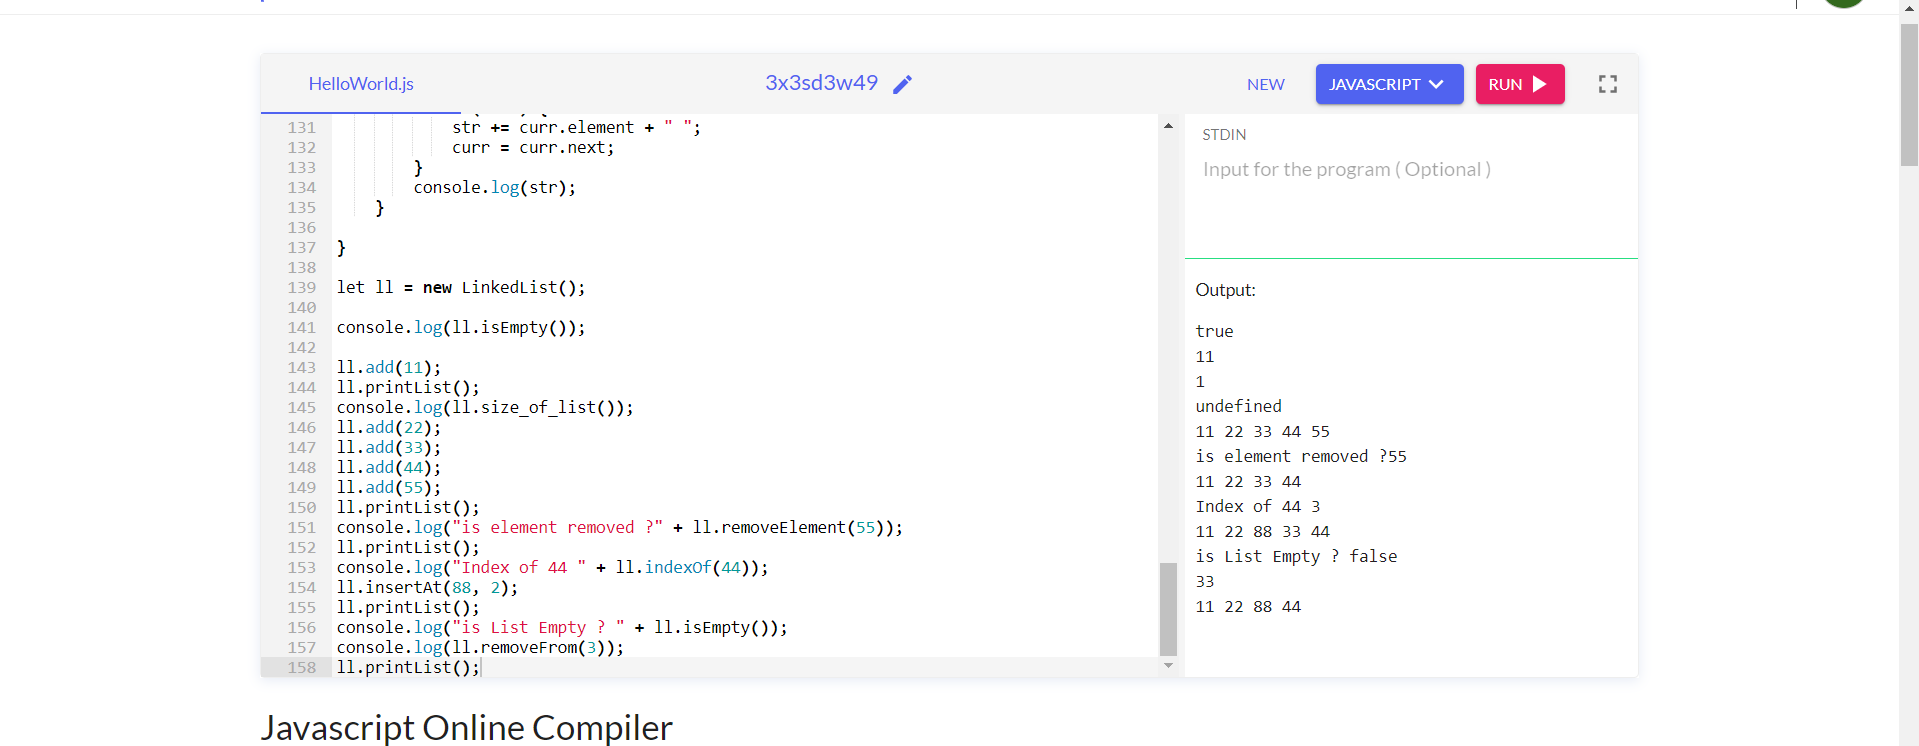 HelloWorld.js
3x3sd3w49
NEW
JAVASCRIPT
RUN
131 str += curr.element + " ";
132 curr = curr.next;
133 }
134 console.log(str);
135 }
136
137 }
138
139 let ll = new LinkedList();
140
141 console.log(ll.isEmpty());
142
143 ll.add(11);
144 ll.printList();
145 console.log(ll.size_of_list());
146 ll.add(22);
147 ll.add(33);
148 ll.add(44);
149 ll.add(55);
150 ll.printList();
151 console.log("is element removed ?" + ll.removeElement(55));
152 ll.printList();
153 console.log("Index of 44 " + ll.indexOf(44));
154 ll.insertAt(88, 2);
155 ll.printList();
156 console.log("is List Empty ? " + ll.isEmpty());
157 console.log(ll.removeFrom(3));
158 ll.printList();
STDIN
Input for the program ( Optional )
Output:
true
11
1
undefined
11 22 33 44 55
is element removed ?55
11 22 33 44
Index of 44 3
11 22 88 33 44
is List Empty ? false
33
11 22 88 44
Javascript Online Compiler